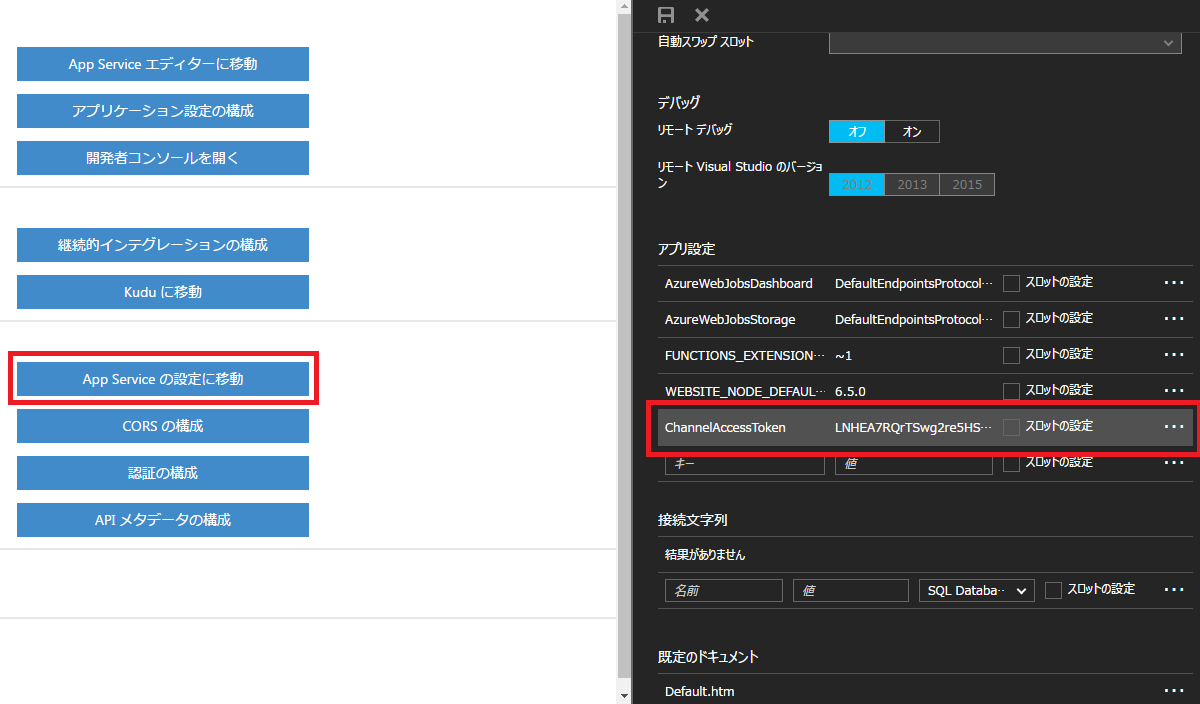 App Service エディターに移動
アプリケーション設定の構成
開発者コンソールを開く
継続的インテグレーションの構成
Kudu に移動
App Service の設定に移動
CORS の構成
認証の構成
API メタデータの構成
自動スワップ スロット
デバッグ
リモート デバッグ オフ オン
リモート Visual Studio のバージョ
ン
2012 2013 2015
アプリ設定
AzureWebJobsDashboard DefaultEndpointsProtocol··· スロットの設定 ···
AzureWebJobsStorage DefaultEndpointsProtocol··· スロットの設定 ···
FUNCTIONS_EXTENSION··· ~1 スロットの設定 ···
WEBSITE_NODE_DEFAUL··· 6.5.0 スロットの設定 ···
ChannelAccessToken LNHEA7RQrTSwg2re5HS··· スロットの設定 ···
キー 値 スロットの設定 ···
接続文字列
結果がありません
名前 値 SQL Databa·· スロットの設定 ···
既定のドキュメント
Default.htm ···